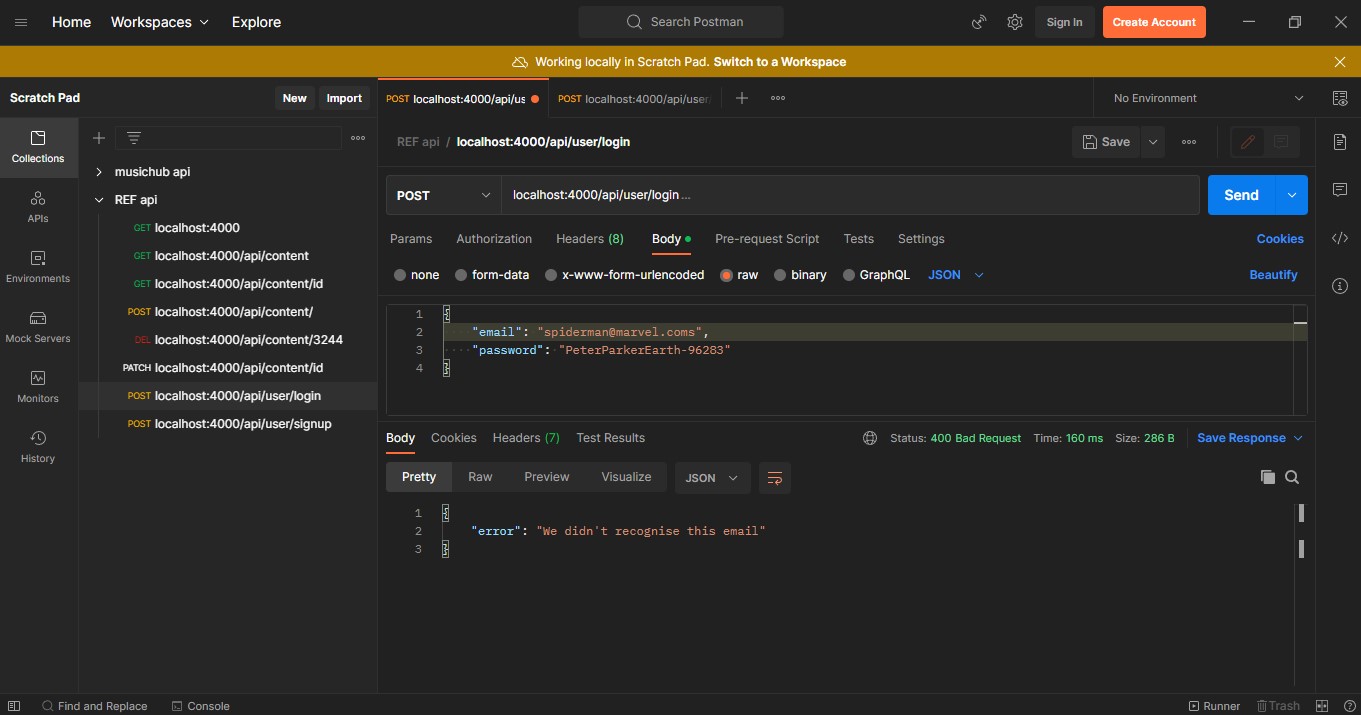 Home Workspaces Explore Search Postman Sign In Create Account
Working locally in Scratch Pad. Switch to a Workspace
Scratch Pad New Import
POST localhost:4000/api/us POST localhost:4000/api/user/ No Environment
Collections
APIs
Environments
Mock Servers
Monitors
History
musichub api
REF api
GET localhost:4000
GET localhost:4000/api/content
GET localhost:4000/api/content/id
POST localhost:4000/api/content/
DEL localhost:4000/api/content/3244
PATCH localhost:4000/api/content/id
POST localhost:4000/api/user/login
POST localhost:4000/api/user/signup
REF api / localhost:4000/api/user/login Save
POST localhost:4000/api/user/login... Send
Params Authorization Headers (8) Body Pre-request Script Tests Settings Cookies
none form-data x-www-form-urlencoded raw binary GraphQL JSON Beautify
1 {
2 "email": "spiderman@marvel.coms",
3 "password": "PeterParkerEarth-96283"
4 }
Body Cookies Headers (7) Test Results Status: 400 Bad Request Time: 160 ms Size: 286 B Save Response
Pretty Raw Preview Visualize JSON
1 {
2 "error": "We didn't recognise this email"
3 }
Find and Replace Console Runner Trash